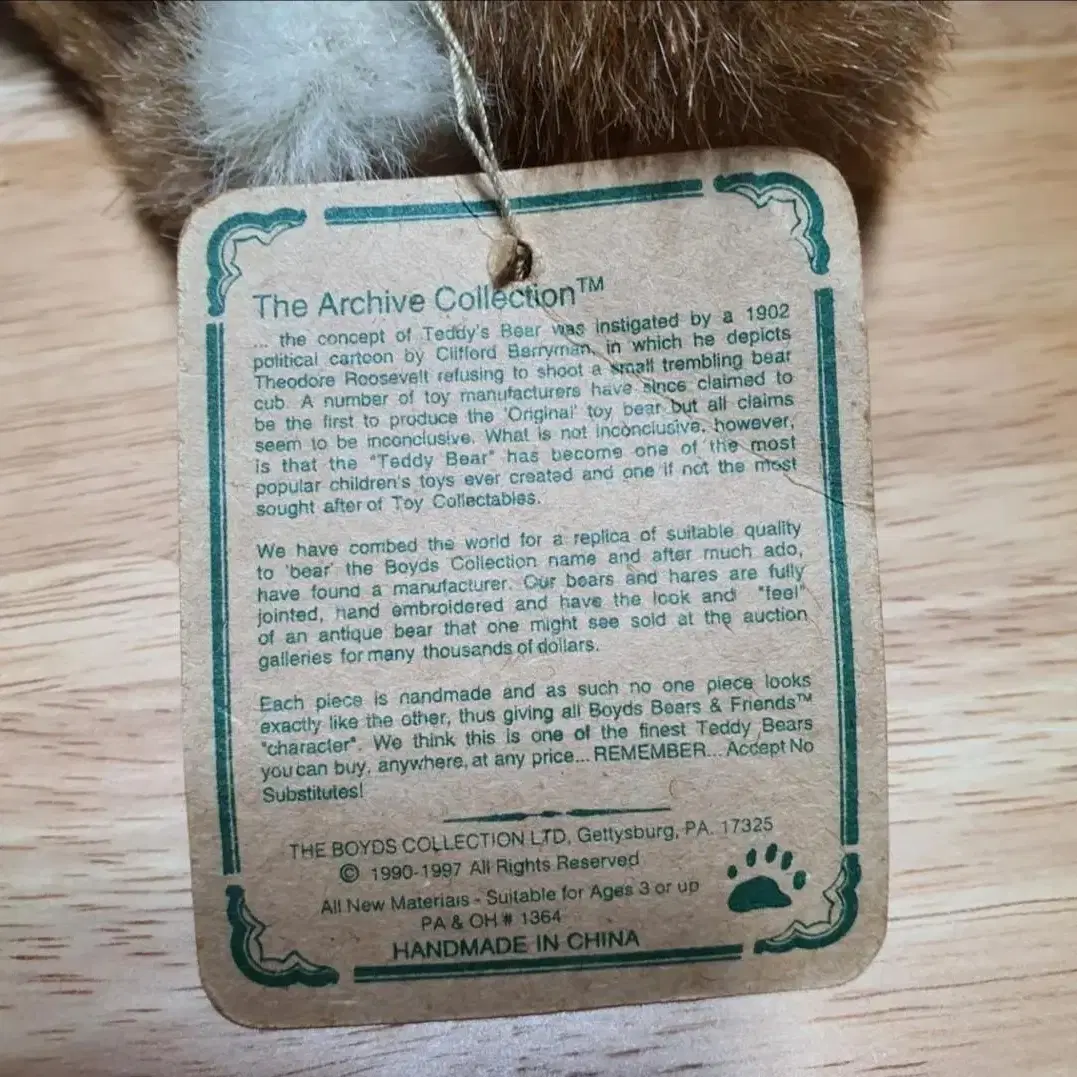 The Archive Collection™
... the concept of Teddy's Bear was instigated by a 1902
political cartoon by Clifford Berryman, in which he depicts
Theodore Roosevelt refusing to shoot a small trembling bear
cub. A number of toy manufacturers have since claimed to
be the first to produce the 'Original' toy bear but all claims
seem to be inconclusive. What is not inconclusive, however,
is that the "Teddy Bear" has become one of the most
popular children's toys ever created and one if not the most
sought after of Toy Collectables.
We have combed the world for a replica of suitable quality
to 'bear' the Boyds Collection name and after much ado,
have found a manufacturer. Our bears and hares are fully
jointed, hand embroidered and have the look and "feel"
of an antique bear that one might see sold at the auction
galleries for many thousands of dollars.
Each piece is handmade and as such no one piece looks
exactly like the other, thus giving all Boyds Bears & Friends™
"character". We think this is one of the finest Teddy Bears
you can buy, anywhere, at any price... REMEMBER... Accept No
Substitutes!
THE BOYDS COLLECTION LTD, Gettysburg, PA. 17325
© 1990-1997 All Rights Reserved
All New Materials - Suitable for Ages 3 or up
PA & OH # 1364
HANDMADE IN CHINA